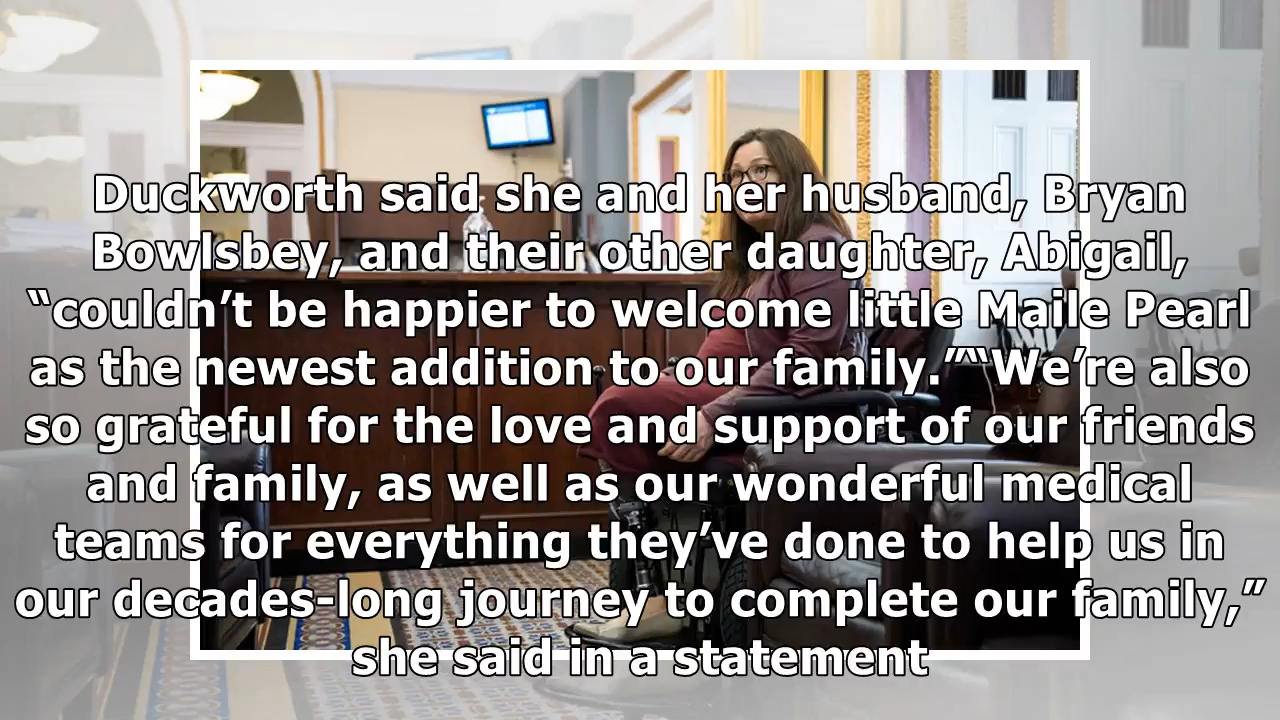 Duckworth said she and her husband, Bryan
Bowlsbey, and their other daughter, Abigail,
“couldn’t be happier to welcome little Maile Pearl
as the newest addition to our family.”“We’re also
so grateful for the love and support of our friends
and family, as well as our wonderful medical
teams for everything they’ve done to help us in
our decades-long journey to complete our family,”
she said in a statement